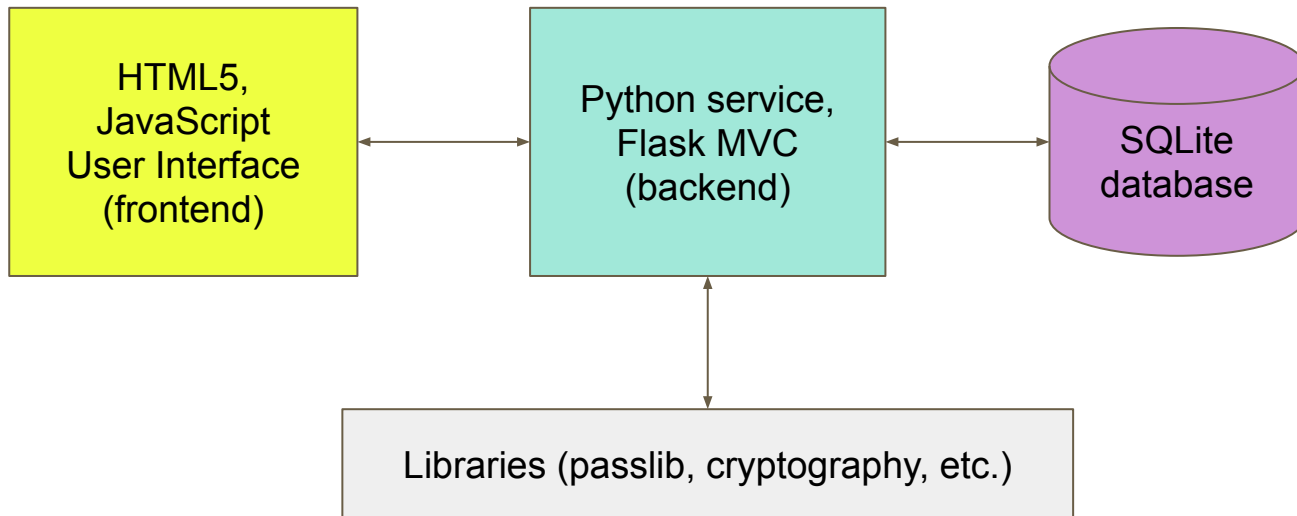 HTML5,
JavaScript
User Interface
(frontend)
Python service,
Flask MVC
(backend)
SQLite
database
Libraries (passlib, cryptography, etc.)